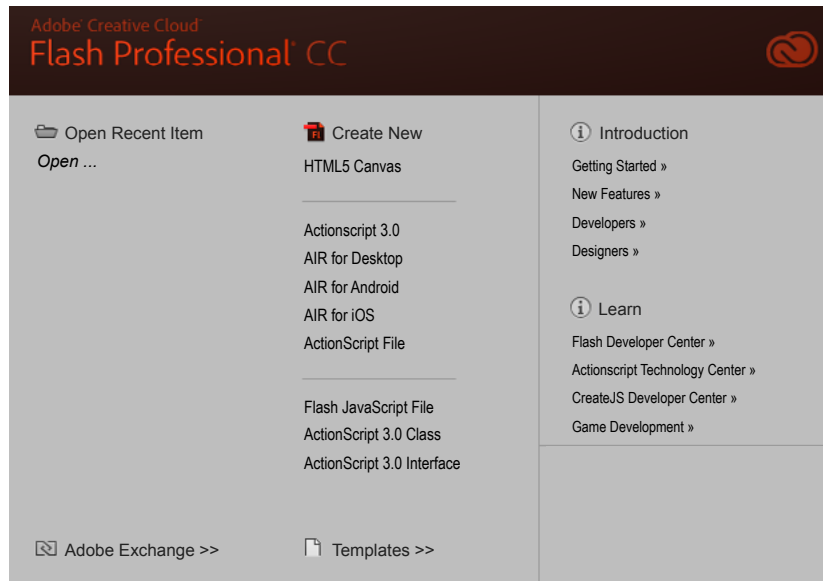 Adobe® Creative Cloud™
Flash Professional® CC
Open Recent Item
Open ...
Adobe Exchange >>
Fl
Create New
HTML5 Canvas
Actionscript 3.0
AIR for Desktop
AIR for Android
AIR for iOS
ActionScript File
Flash JavaScript File
ActionScript 3.0 Class
ActionScript 3.0 Interface
Templates >>
Introduction
Getting Started »
New Features »
Developers »
Designers »
Learn
Flash Developer Center »
Actionscript Technology Center »
CreateJS Developer Center »
Game Development »